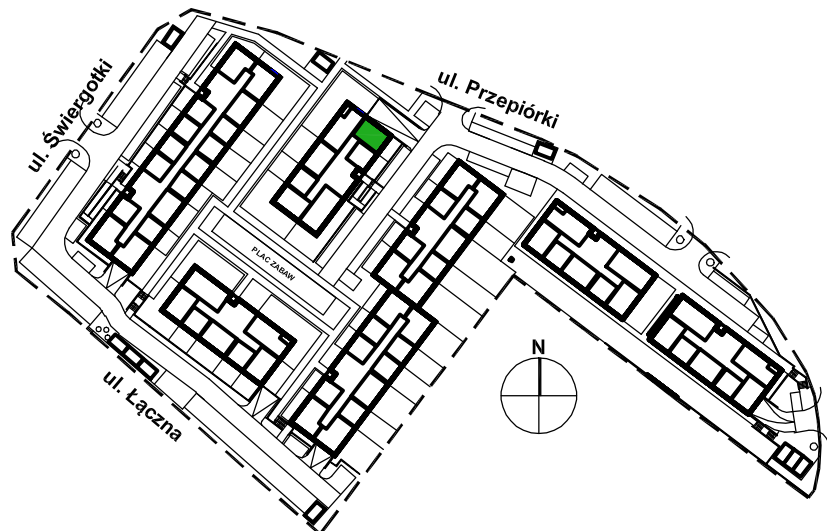 ul. Świergotki
ul. Przepiórki
PLAC ZABAW
N
ul. Łączna